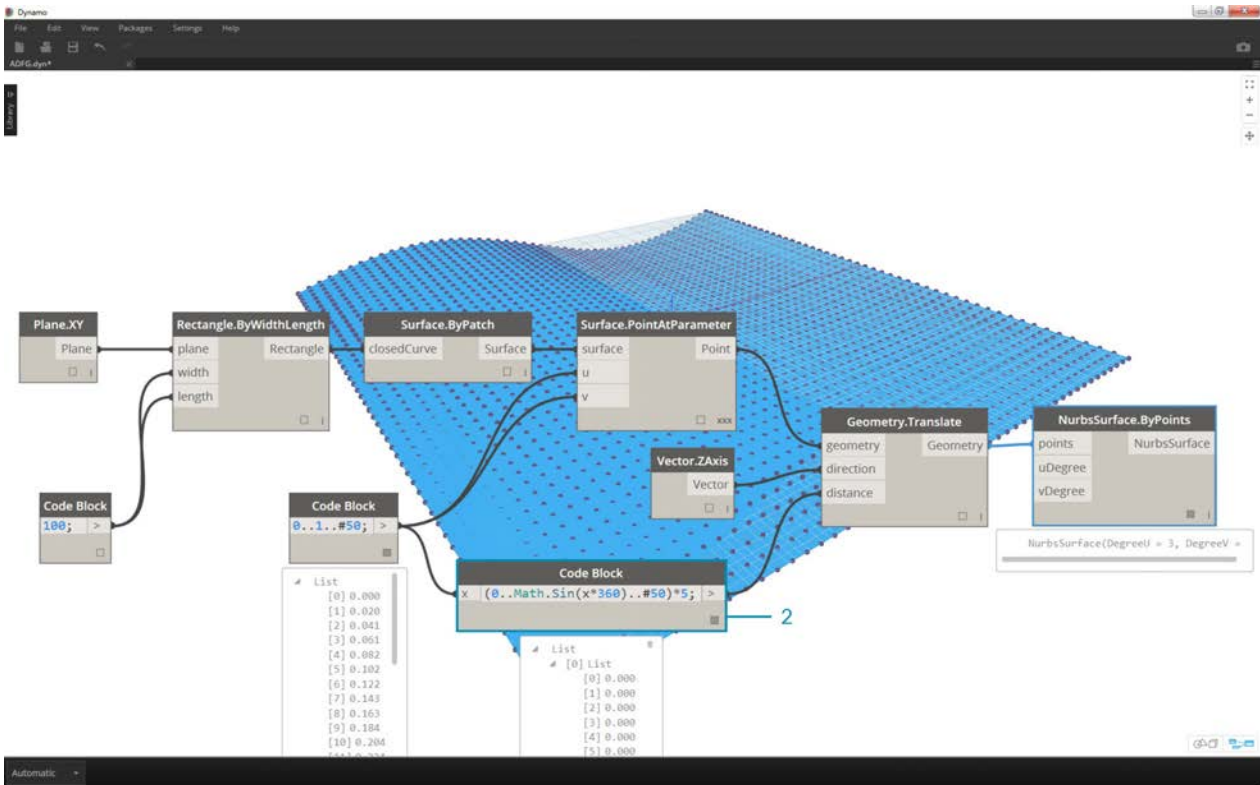 Dynamo
File Edit View Packages Settings Help
ADFG.dyn*
Library
Plane.XY
Plane
Rectangle.ByWidthLength
plane Rectangle
width
length
Surface.ByPatch
closedCurve Surface
Surface.PointAtParameter
surface Point
u
v
xxx
Geometry.Translate
geometry Geometry
direction
distance
NurbsSurface.ByPoints
points NurbsSurface
uDegree
vDegree
NurbsSurface(DegreeU = 3, DegreeV =
Vector.ZAxis
Vector
Code Block
100; >
Code Block
0..1..#50; >
Code Block
x (0..Math.Sin(x*360)..#50)*5; >
2
List
[0] 0.000
[1] 0.020
[2] 0.041
[3] 0.061
[4] 0.082
[5] 0.102
[6] 0.122
[7] 0.143
[8] 0.163
[9] 0.184
[10] 0.204
List
[0] List
[0] 0.000
[1] 0.000
[2] 0.000
[3] 0.000
[4] 0.000
[5] 0.000
Automatic